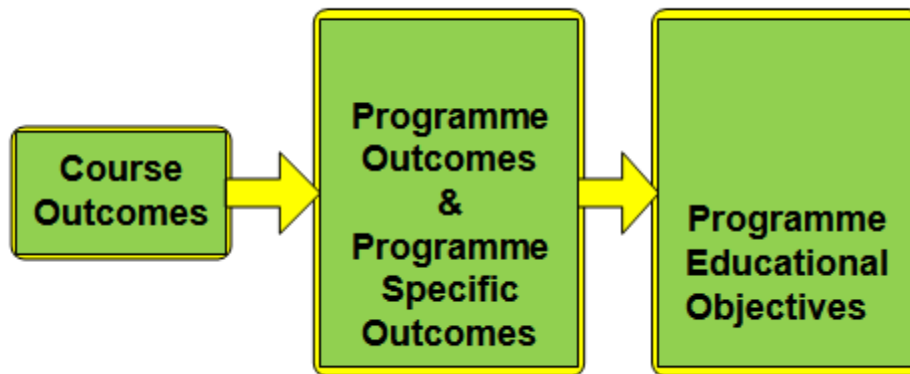 Course
Outcomes
Programme
Outcomes
&
Programme
Specific
Outcomes
Programme
Educational
Objectives